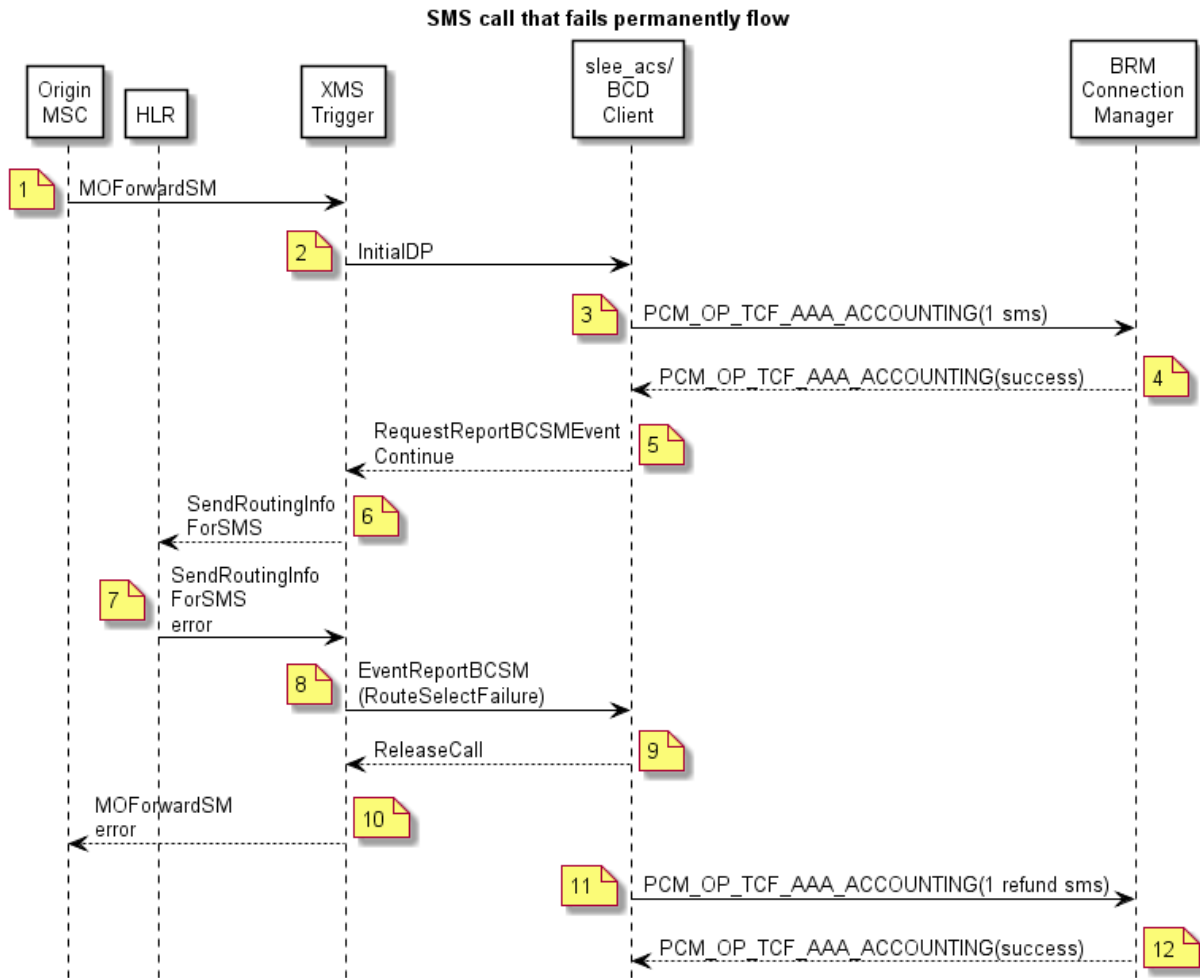 SMS call that fails permanently flow
Origin
MSC
HLR
XMS
Trigger
slee_acs/
BCD
Client
BRM
Connection
Manager
1
MOForwardSM
2
InitialDP
3
PCM_OP_TCF_AAA_ACCOUNTING(1 sms)
PCM_OP_TCF_AAA_ACCOUNTING(success)
4
RequestReportBCSMEvent
Continue
5
SendRoutingInfo
ForSMS
6
7
SendRoutingInfo
ForSMS
error
8
EventReportBCSM
(RouteSelectFailure)
ReleaseCall
9
MOForwardSM
error
10
11
PCM_OP_TCF_AAA_ACCOUNTING(1 refund sms)
PCM_OP_TCF_AAA_ACCOUNTING(success)
12